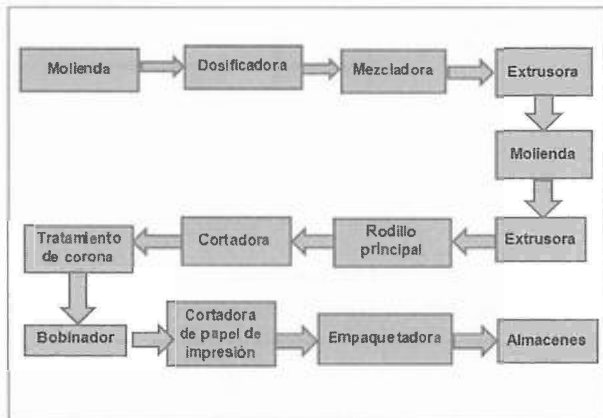 Molienda
Dosificadora
Mezcladora
Extrusora
Molienda
Extrusora
Rodillo
principal
Cortadora
Tratamiento
de corona
Bobinador
Cortadora
de papel de
impresión
Empaquetadora
Almacenes